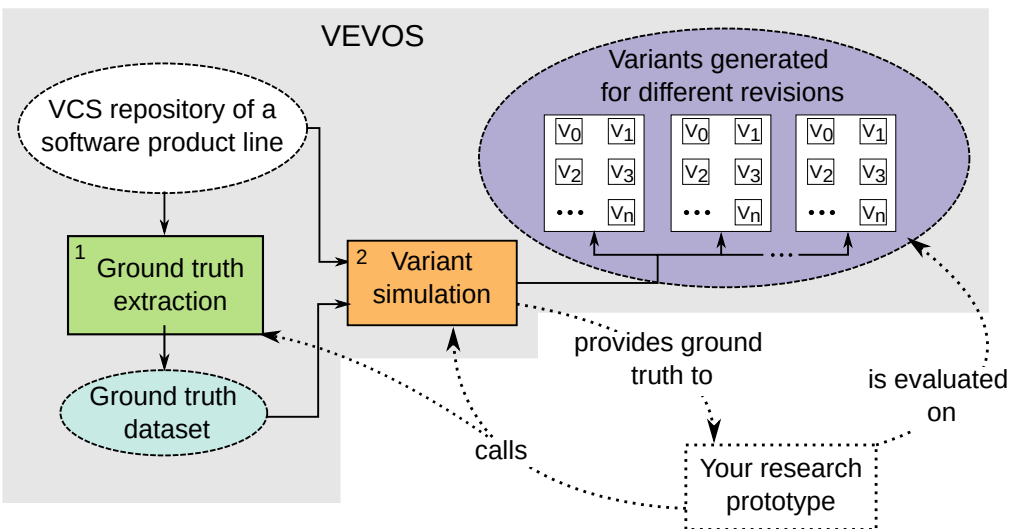 VEVOS
VCS repository of a
software product line
Variants generated
for different revisions
V0 V1
V2 V3
... Vn
V0 V1
V2 V3
... Vn
V0 V1
V2 V3
... Vn
...
1
Ground truth
extraction
2
Variant
simulation
Ground truth
dataset
provides ground
truth to
is evaluated
on
calls
Your research
prototype